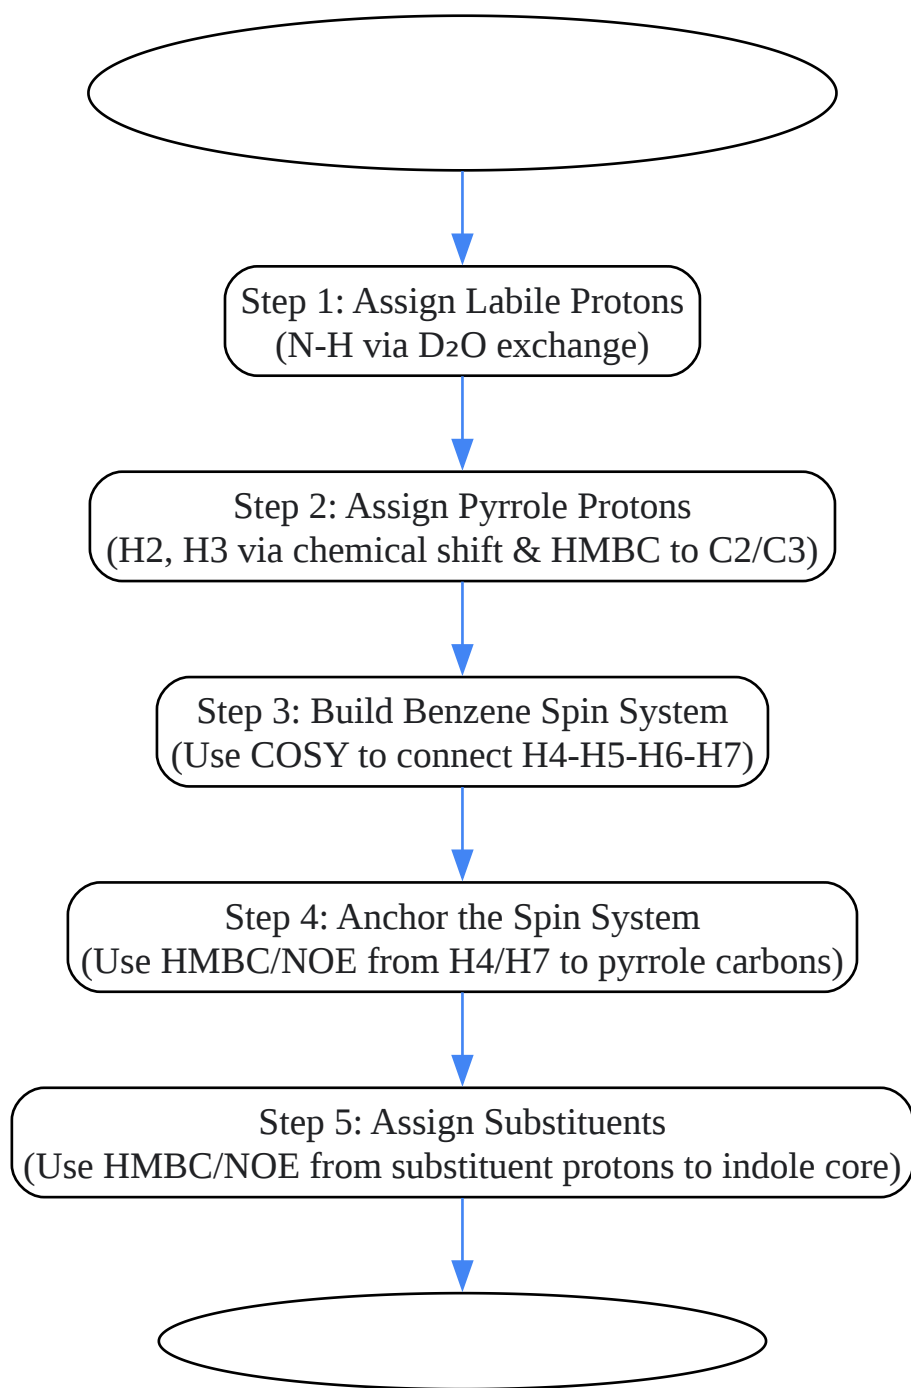 Step 1: Assign Labile Protons
(N-H via D₂O exchange)
Step 2: Assign Pyrrole Protons
(H2, H3 via chemical shift & HMBC to C2/C3)
Step 3: Build Benzene Spin System
(Use COSY to connect H4-H5-H6-H7)
Step 4: Anchor the Spin System
(Use HMBC/NOE from H4/H7 to pyrrole carbons)
Step 5: Assign Substituents
(Use HMBC/NOE from substituent protons to indole core)